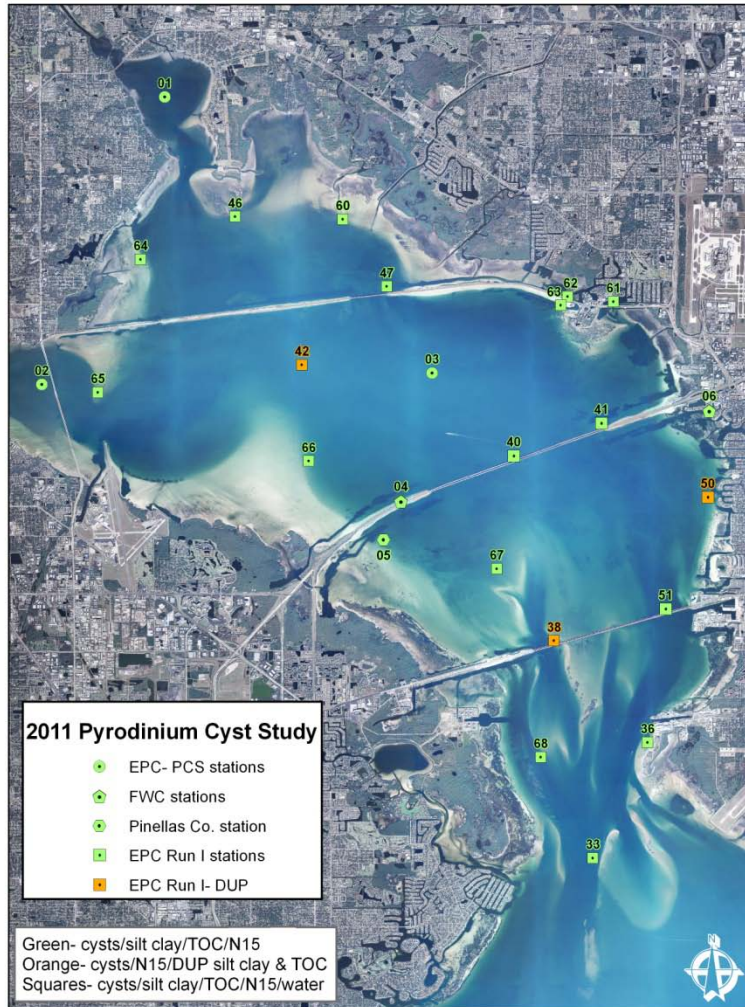 01
46
60
64
47
62
63
61
42
03
02
65
06
41
66
40
04
50
05
67
51
38
36
68
33
2011 Pyrodinium Cyst Study
EPC- PCS stations
FWC stations
Pinellas Co. station
EPC Run I stations
EPC Run I- DUP
Green- cysts/silt clay/TOC/N15
Orange- cysts/N15/DUP silt clay & TOC
Squares- cysts/silt clay/TOC/N15/water
N